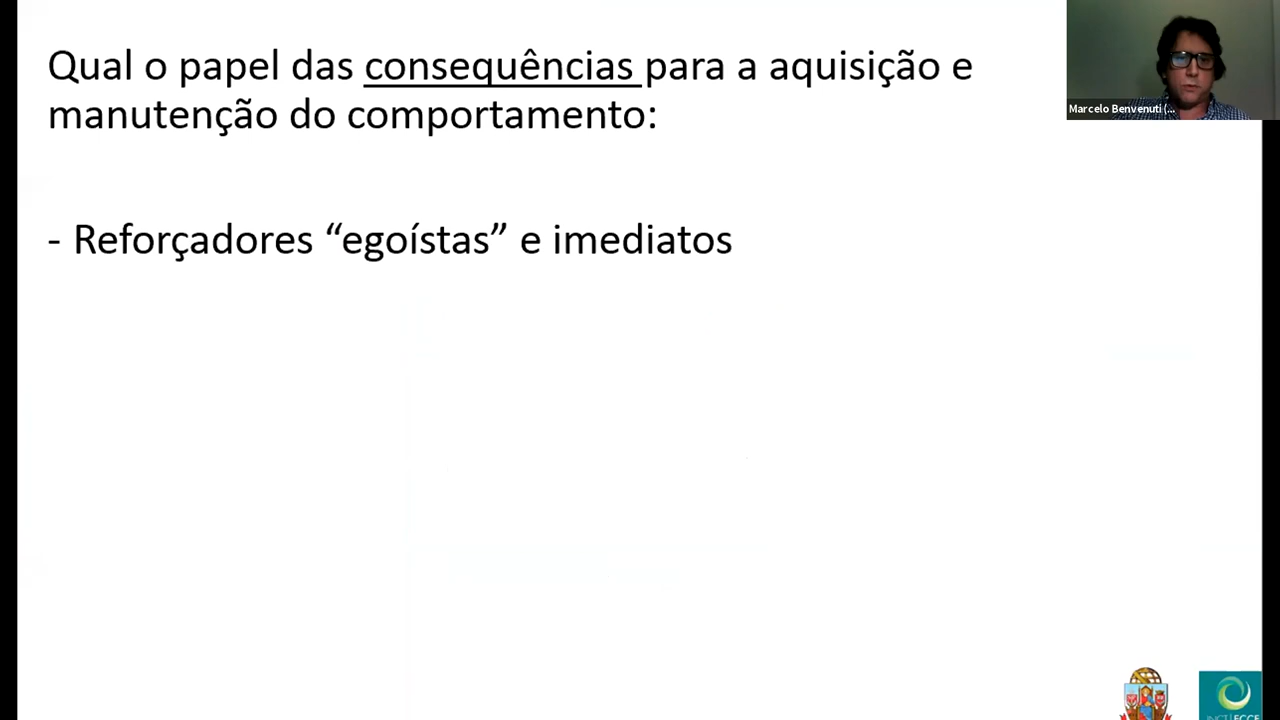 Qual o papel das consequências para a aquisição e
manutenção do comportamento:
- Reforçadores “egoístas” e imediatos
Marcelo Benvenuti (...